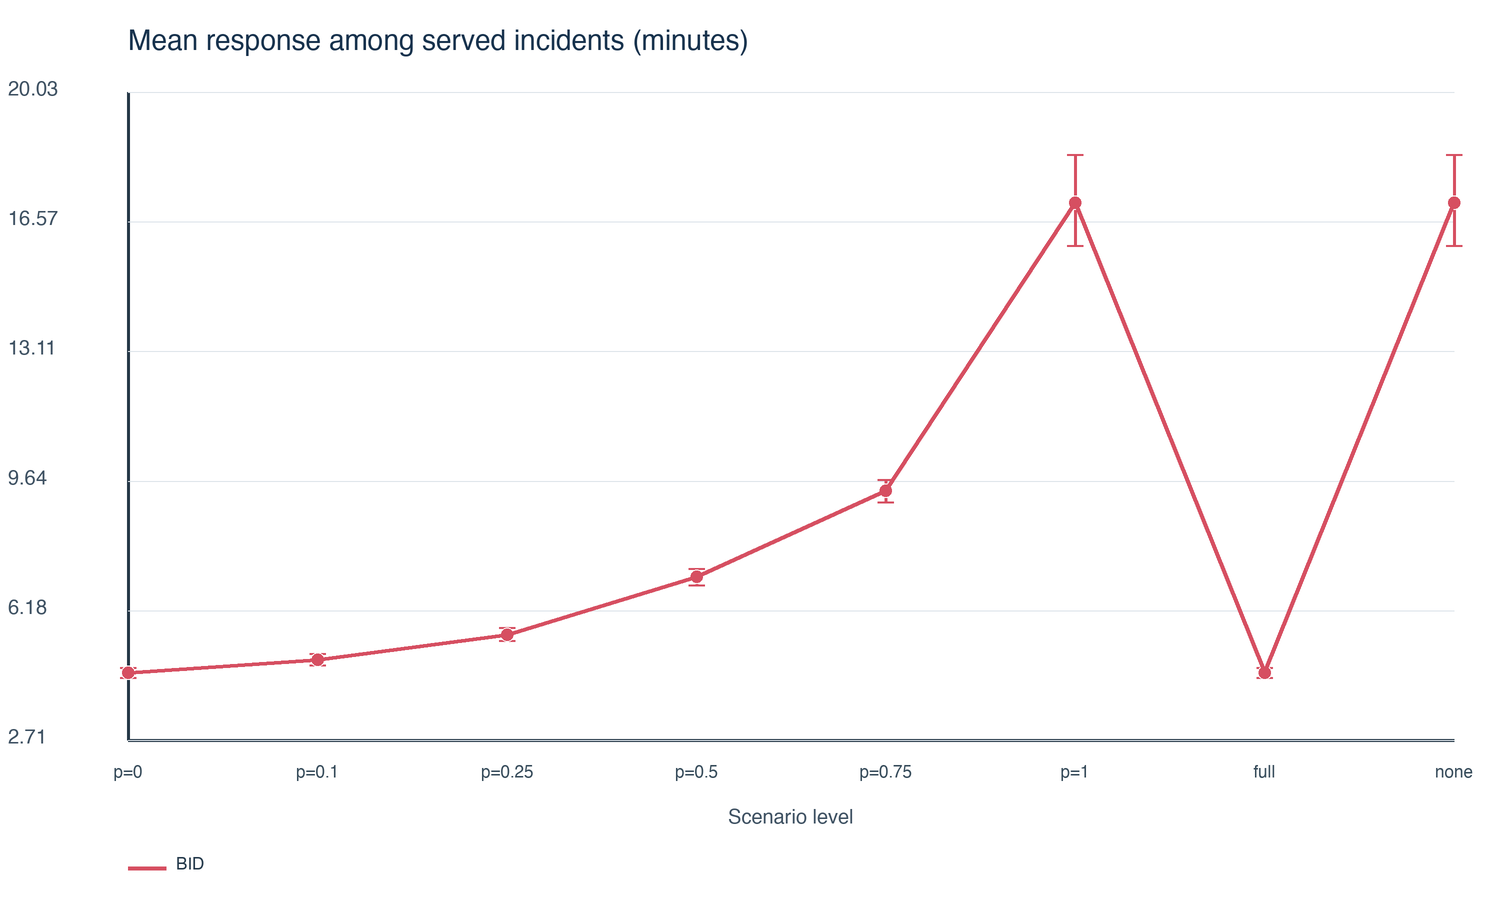 Mean response among served incidents (minutes)
20.03
16.57
13.11
9.64
6.18
2.71
p=0 p=0.1 p=0.25 p=0.5 p=0.75 p=1 full none
Scenario level
BID